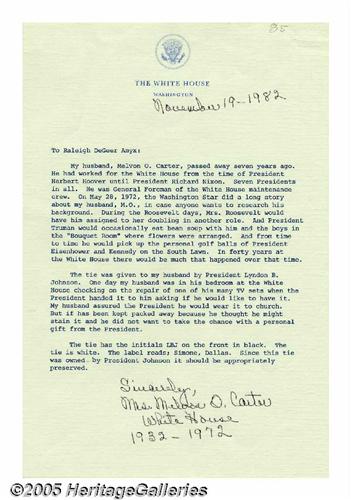 85
THE WHITE HOUSE
WASHINGTON
November 19-1982
To Raleigh DeGeer Amyx:
My husband, Melvon O. Carter, passed away seven years ago.
He had worked for the White House from the time of President
Herbert Hoover until President Richard Nixon. Seven Presidents
in all. He was General Foreman of the White House maintenance
crew. On May 28, 1972, the Washington Star did a long story
about my husband, M.O., in case anyone wants to research his
background. During the Roosevelt days, Mrs. Roosevelt would
have him assigned to her doubling in another role. And President
Truman would occasionally eat bean soup with him and the boys in
the "Bouquet Room" where flowers were arranged. And from time
to time he would pick up the personal golf balls of President
Eisenhower and Kennedy on the South Lawn. In forty years at
the White House there would be much that happened over that time.
The tie was given to my husband by President Lyndon B.
Johnson. One day my husband was in his bedroom at the White
House checking on the repair of one of his many TV sets when the
President handed it to him asking if he would like to have it.
My husband assured the President he would wear it to church.
But it has been kept packed away because he thought he might
stain it and he did not want to take the chance with a personal
gift from the President.
The tie has the initials LBJ on the front in black. The
tie is white. The label reads; Simone, Dallas. Since this tie
was owned by President Johnson it should be appropriately
preserved.
Sincerely,
Mrs. Melvon O. Carter
White House
1932-1972
©2005 HeritageGalleries